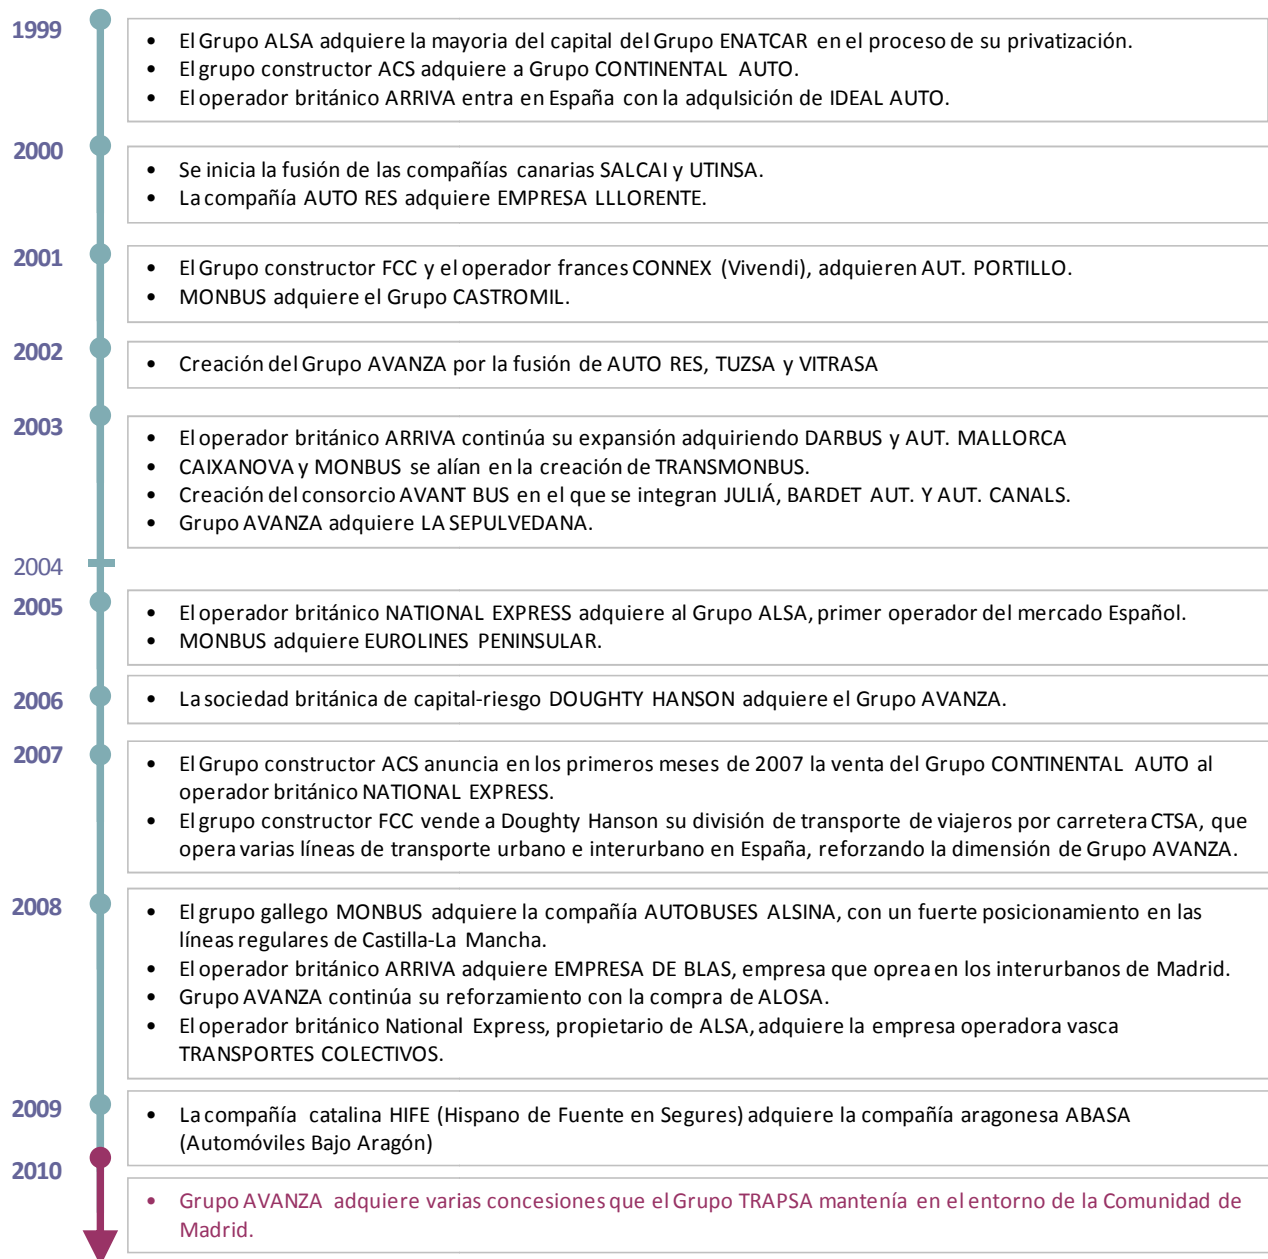 1999
• El Grupo ALSA adquiere la mayoria del capital del Grupo ENATCAR en el proceso de su privatización.
• El grupo constructor ACS adquiere a Grupo CONTINENTAL AUTO.
• El operador británico ARRIVA entra en España con la adquIsición de IDEAL AUTO.
2000
• Se inicia la fusión de las compañías canarias SALCAI y UTINSA.
• La compañía AUTO RES adquiere EMPRESA LLLORENTE.
2001
• El Grupo constructor FCC y el operador frances CONNEX (Vivendi), adquieren AUT. PORTILLO.
• MONBUS adquiere el Grupo CASTROMIL.
2002
• Creación del Grupo AVANZA por la fusión de AUTO RES, TUZSA y VITRASA
2003
• El operador británico ARRIVA continúa su expansión adquiriendo DARBUS y AUT. MALLORCA
• CAIXANOVA y MONBUS se alían en la creación de TRANSMONBUS.
• Creación del consorcio AVANT BUS en el que se integran JULIÁ, BARDET AUT. Y AUT. CANALS.
• Grupo AVANZA adquiere LA SEPULVEDANA.
2004
2005
• El operador británico NATIONAL EXPRESS adquiere al Grupo ALSA, primer operador del mercado Español.
• MONBUS adquiere EUROLINES PENINSULAR.
2006
• La sociedad británica de capital-riesgo DOUGHTY HANSON adquiere el Grupo AVANZA.
2007
• El Grupo constructor ACS anuncia en los primeros meses de 2007 la venta del Grupo CONTINENTAL AUTO al
operador británico NATIONAL EXPRESS.
• El grupo constructor FCC vende a Doughty Hanson su división de transporte de viajeros por carretera CTSA, que
opera varias líneas de transporte urbano e interurbano en España, reforzando la dimensión de Grupo AVANZA.
2008
• El grupo gallego MONBUS adquiere la compañía AUTOBUSES ALSINA, con un fuerte posicionamiento en las
líneas regulares de Castilla-La Mancha.
• El operador británico ARRIVA adquiere EMPRESA DE BLAS, empresa que oprea en los interurbanos de Madrid.
• Grupo AVANZA continúa su reforzamiento con la compra de ALOSA.
• El operador británico National Express, propietario de ALSA, adquiere la empresa operadora vasca
TRANSPORTES COLECTIVOS.
2009
• La compañía catalina HIFE (Hispano de Fuente en Segures) adquiere la compañía aragonesa ABASA
(Automóviles Bajo Aragón)
2010
• Grupo AVANZA adquiere varias concesiones que el Grupo TRAPSA mantenía en el entorno de la Comunidad de
Madrid.